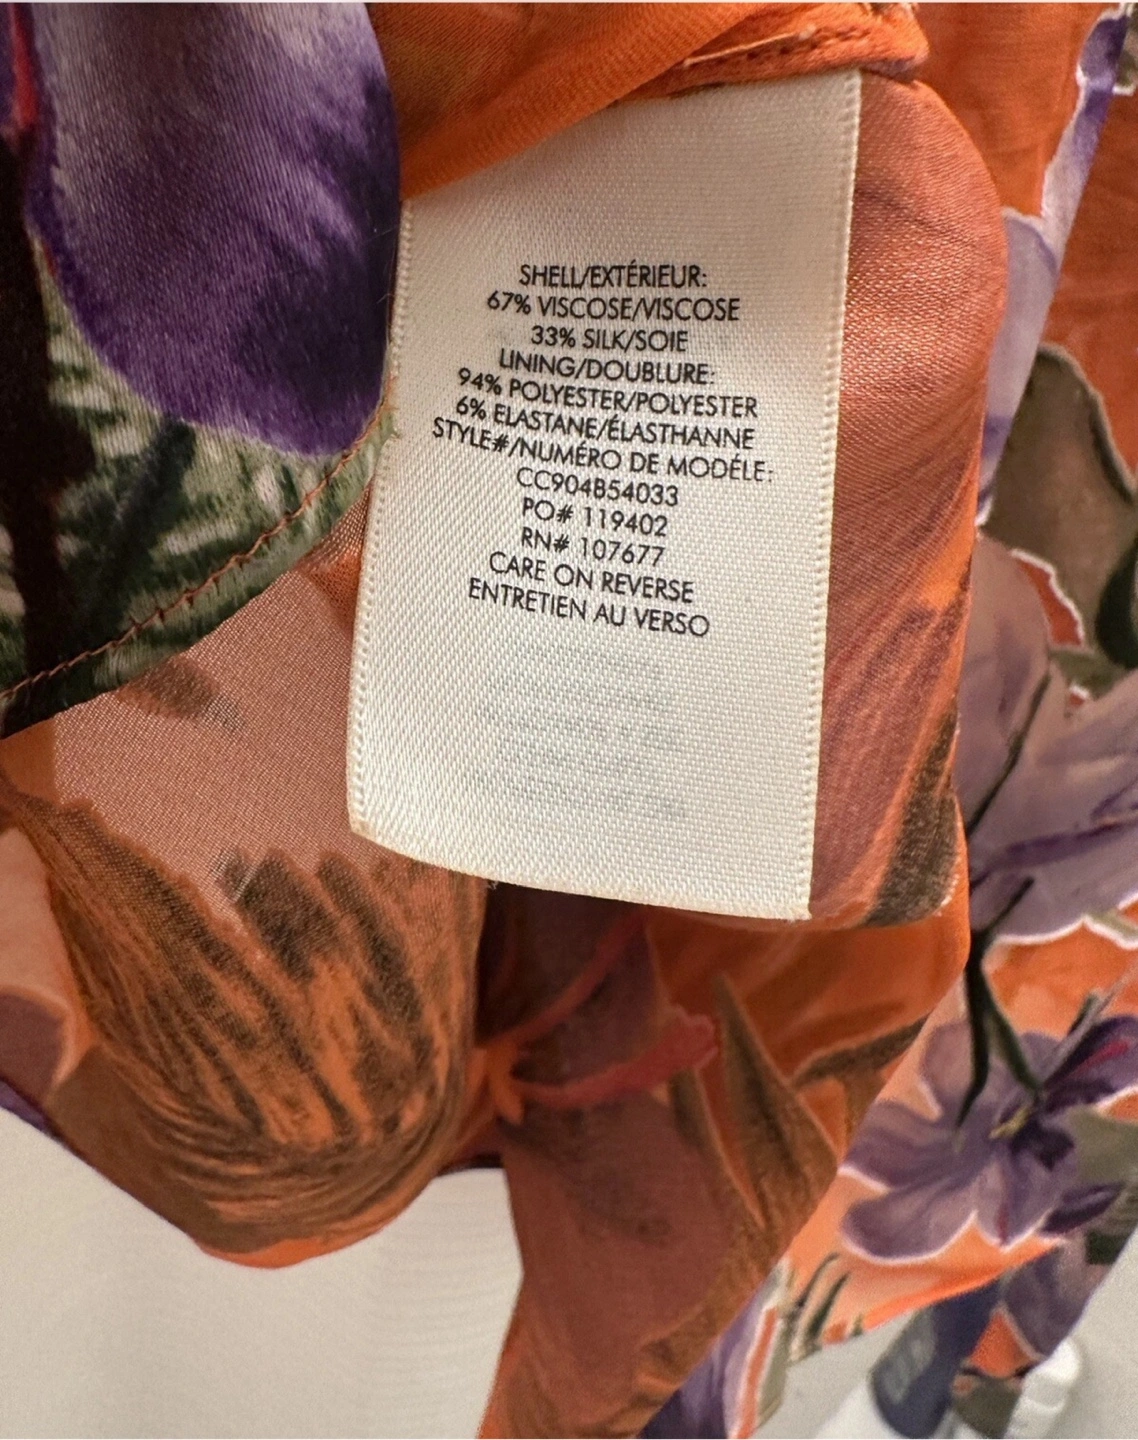 SHELL/EXTÉRIEUR:
67% VISCOSE/VISCOSE
33% SILK/SOIE
LINING/DOUBLURE:
94% POLYESTER/POLYESTER
6% ELASTANE/ÉLASTHANNE
STYLE#/NUMÉRO DE MODÉLE:
CC904B54033
PO# 119402
RN# 107677
CARE ON REVERSE
ENTRETIEN AU VERSO